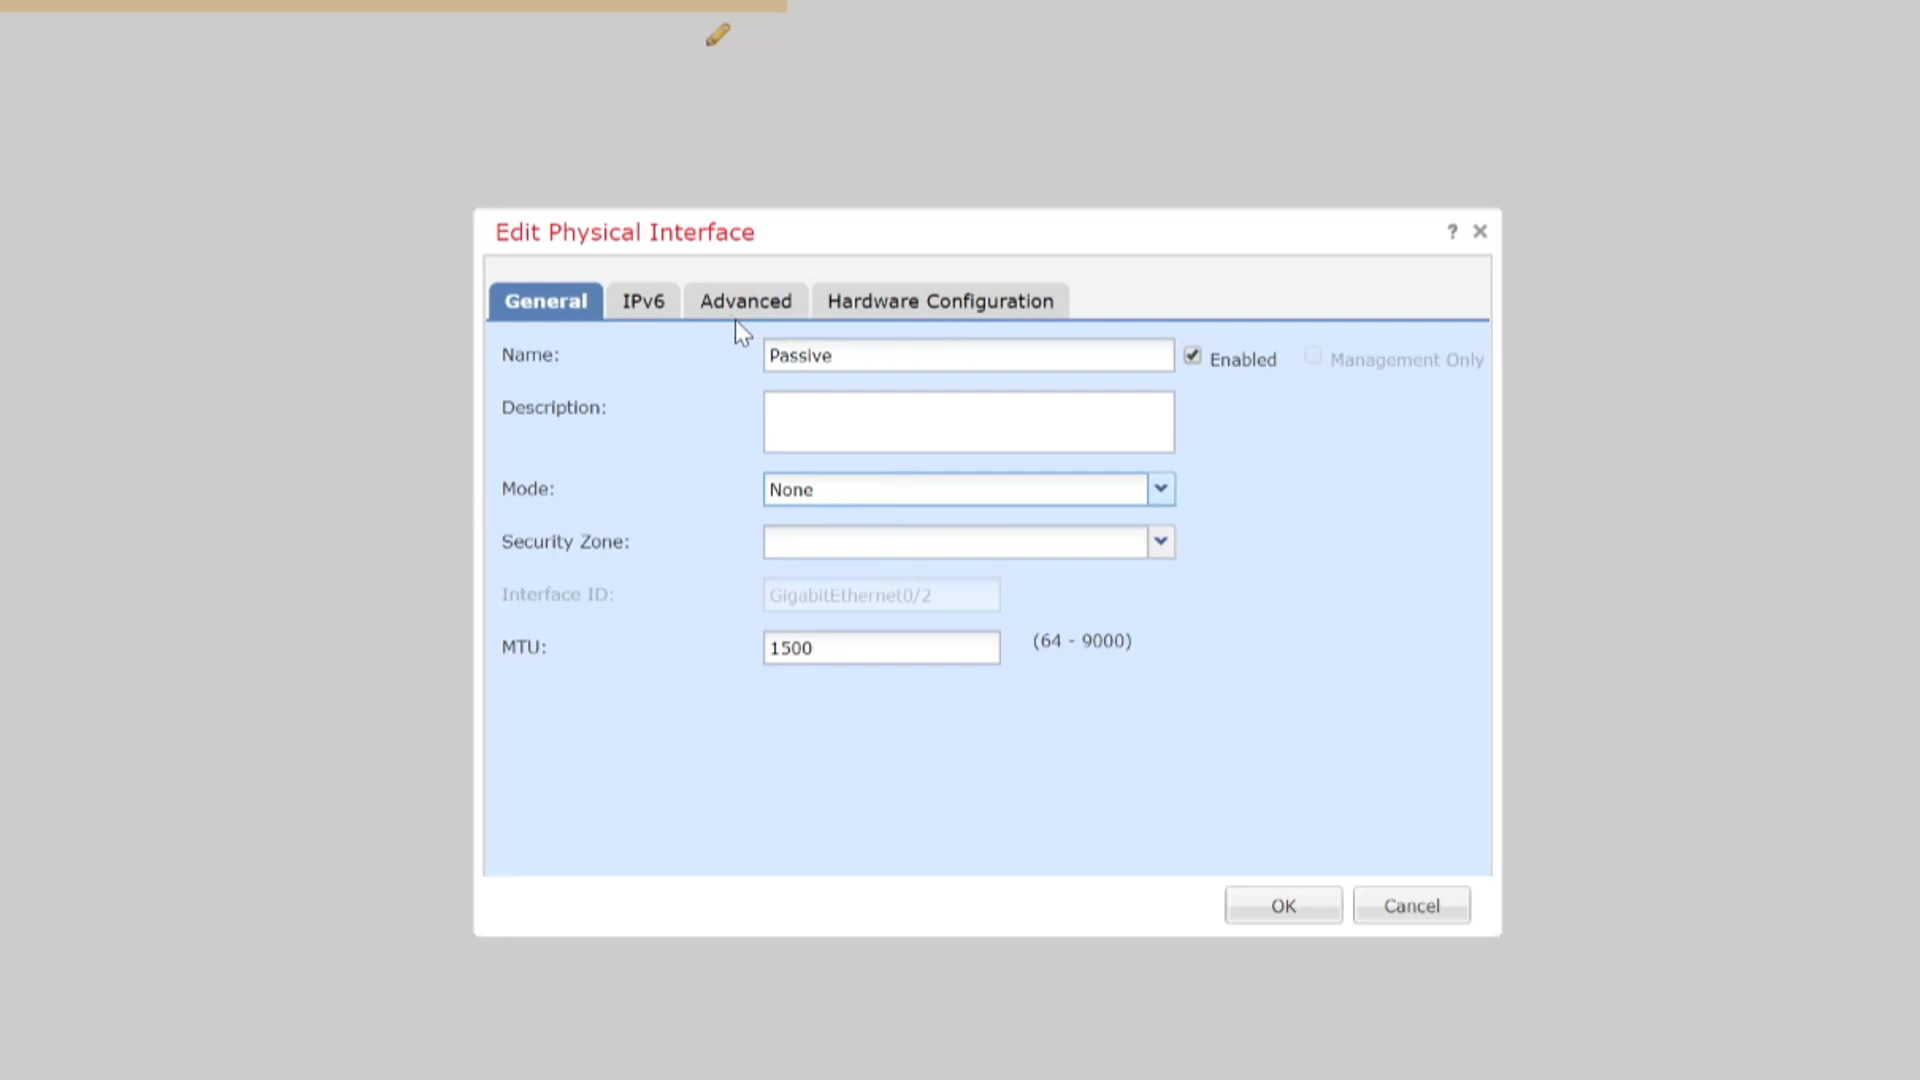 Edit Physical Interface
?
General IPv6 Advanced Hardware Configuration
Name: Passive Enabled Management Only
Description:
Mode: None
Security Zone:
Interface ID: GigabitEthernet0/2
MTU: 1500 (64 - 9000)
OK Cancel